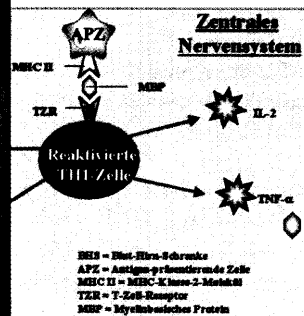 APZ
Zentrales
Nervensystem
MHC II
MBP
TZR
IL-2
Reaktivierte
TH1-Zelle
TNF-α
BHS = Blut-Hirn-Schranke
APZ = Antigen-präsentierende Zelle
MHC II = MHC-Klasse-2-Molekül
TZR = T-Zell-Rezeptor
MBP = Myelinbasisches Protein